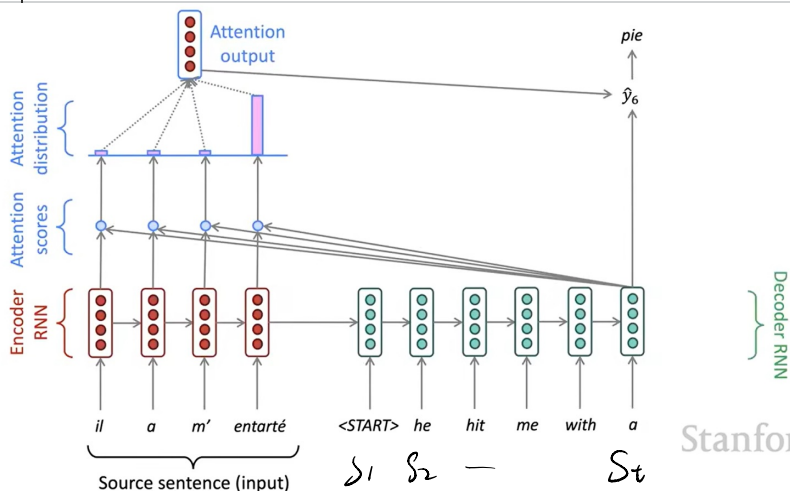 Attention output
pie
ŷ₆
Attention distribution
Attention scores
Encoder RNN
Decoder RNN
il a m’ entarté <START> he hit me with a
Source sentence (input)
S1 S2 — St
Stanfor